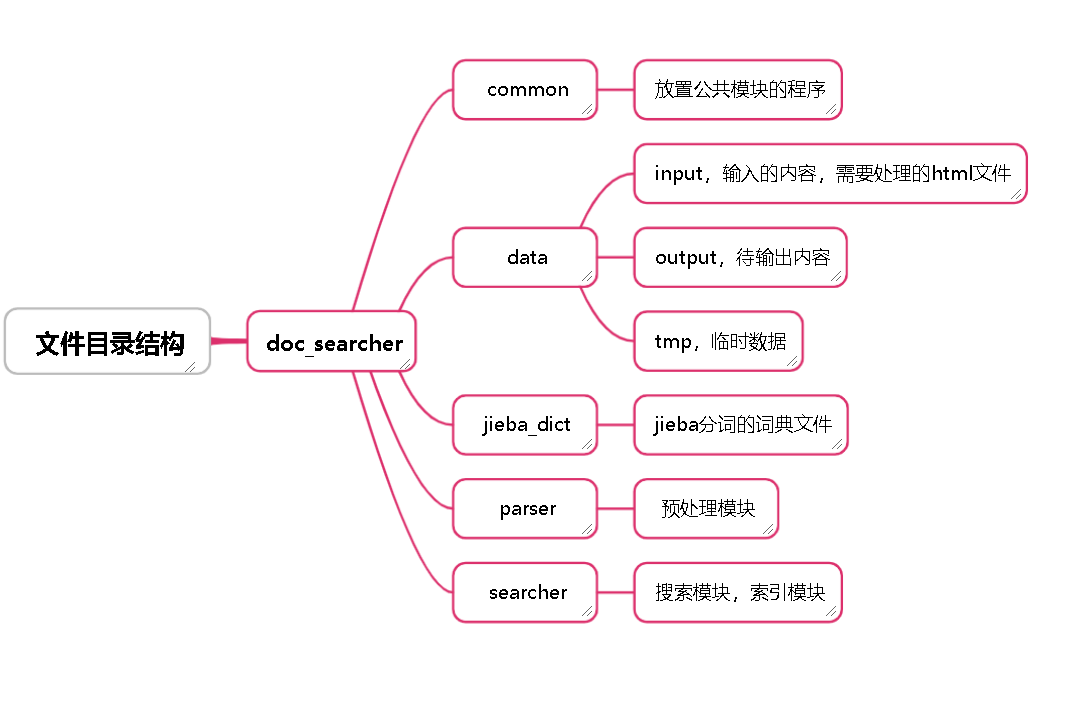 文件目录结构
doc_searcher
common
放置公共模块的程序
data
input，输入的内容，需要处理的html文件
output，待输出内容
tmp，临时数据
jieba_dict
jieba分词的词典文件
parser
预处理模块
searcher
搜索模块，索引模块